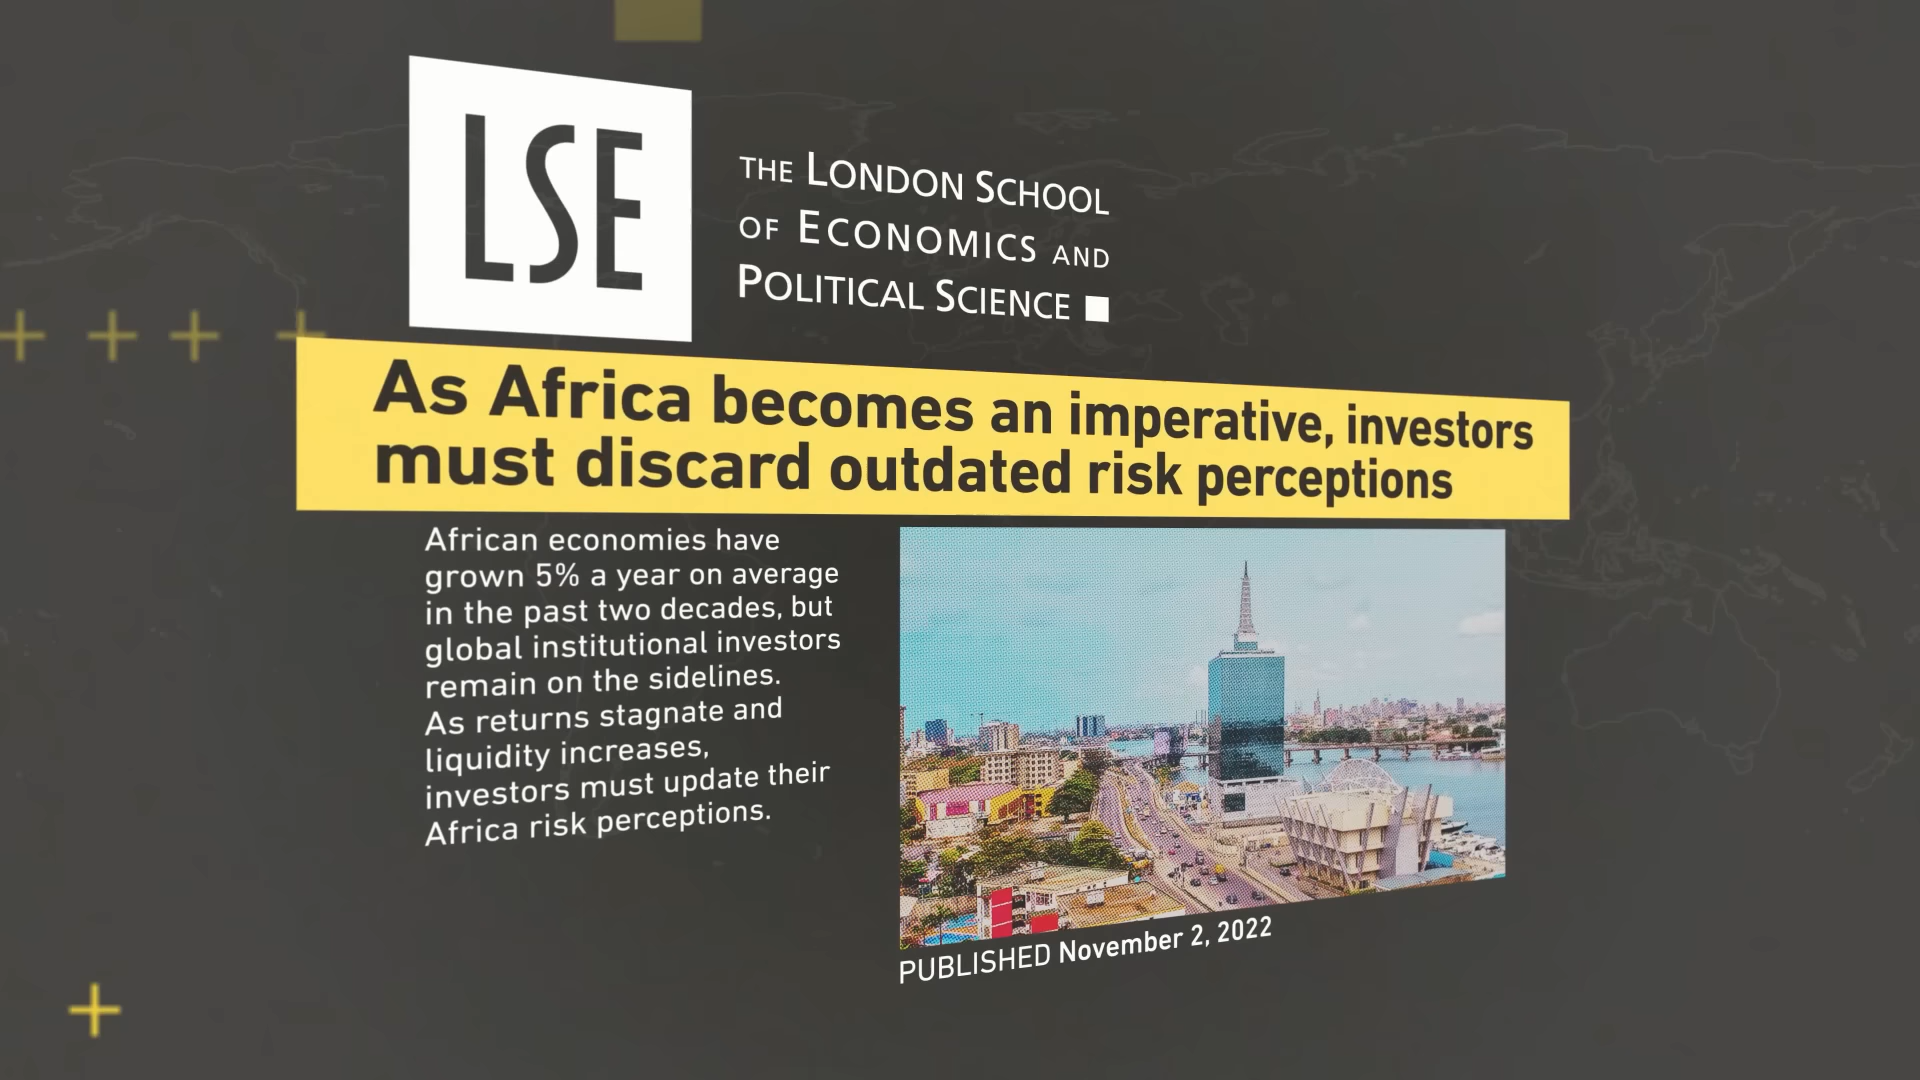 LSE
THE LONDON SCHOOL
OF ECONOMICS AND
POLITICAL SCIENCE
As Africa becomes an imperative, investors
must discard outdated risk perceptions
African economies have
grown 5% a year on average
in the past two decades, but
global institutional investors
remain on the sidelines.
As returns stagnate and
liquidity increases,
investors must update their
Africa risk perceptions.
PUBLISHED November 2, 2022